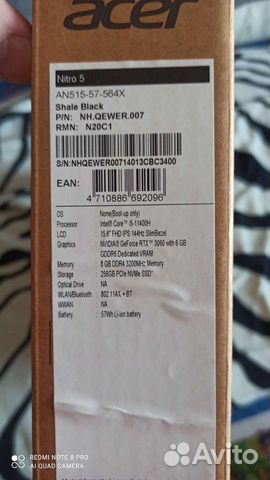 acer
Nitro 5
AN515-57-564X
Shale Black
P/N: NH.QEWER.007
RMN: N20C1
S/N:NHQEWER00714013CBC3400
EAN:
4 710886 692096
OS None(Boot-up only)
Processor Intel® Core™ i5-11400H
LCD 15.6" FHD IPS 144Hz SlimBezel
Graphics NVIDIA® GeForce RTX™ 3060 with 6 GB
GDDR6 Dedicated VRAM
Memory 8 GB DDR4 3200MHz Memory
Storage 256GB PCIe NVMe SSD¹
Optical Drive NA
WLAN/Bluetooth 802.11AX + BT
WWAN NA
Battery 57Wh Li-ion battery
REDMI NOTE 8 PRO
AI QUAD CAMERA
Avito